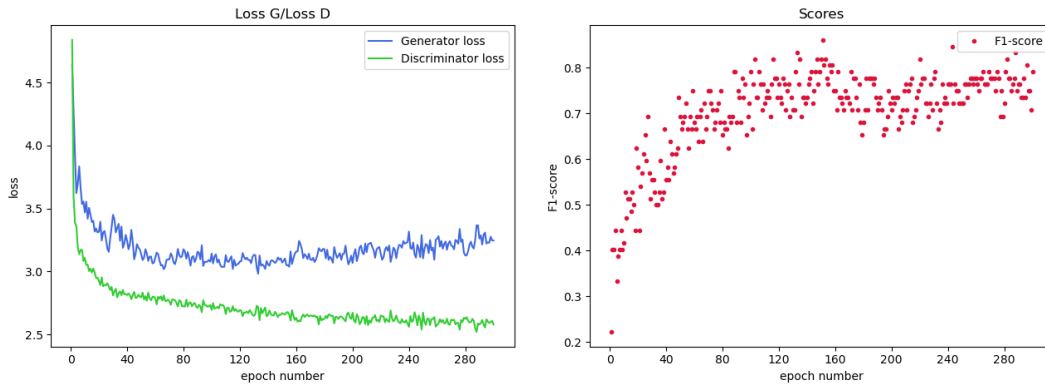 Loss G/Loss D
Generator loss
Discriminator loss
loss
4.5
4.0
3.5
3.0
2.5
0 40 80 120 160 200 240 280
epoch number
Scores
F1-score
F1-score
0.8
0.7
0.6
0.5
0.4
0.3
0.2
0 40 80 120 160 200 240 280
epoch number